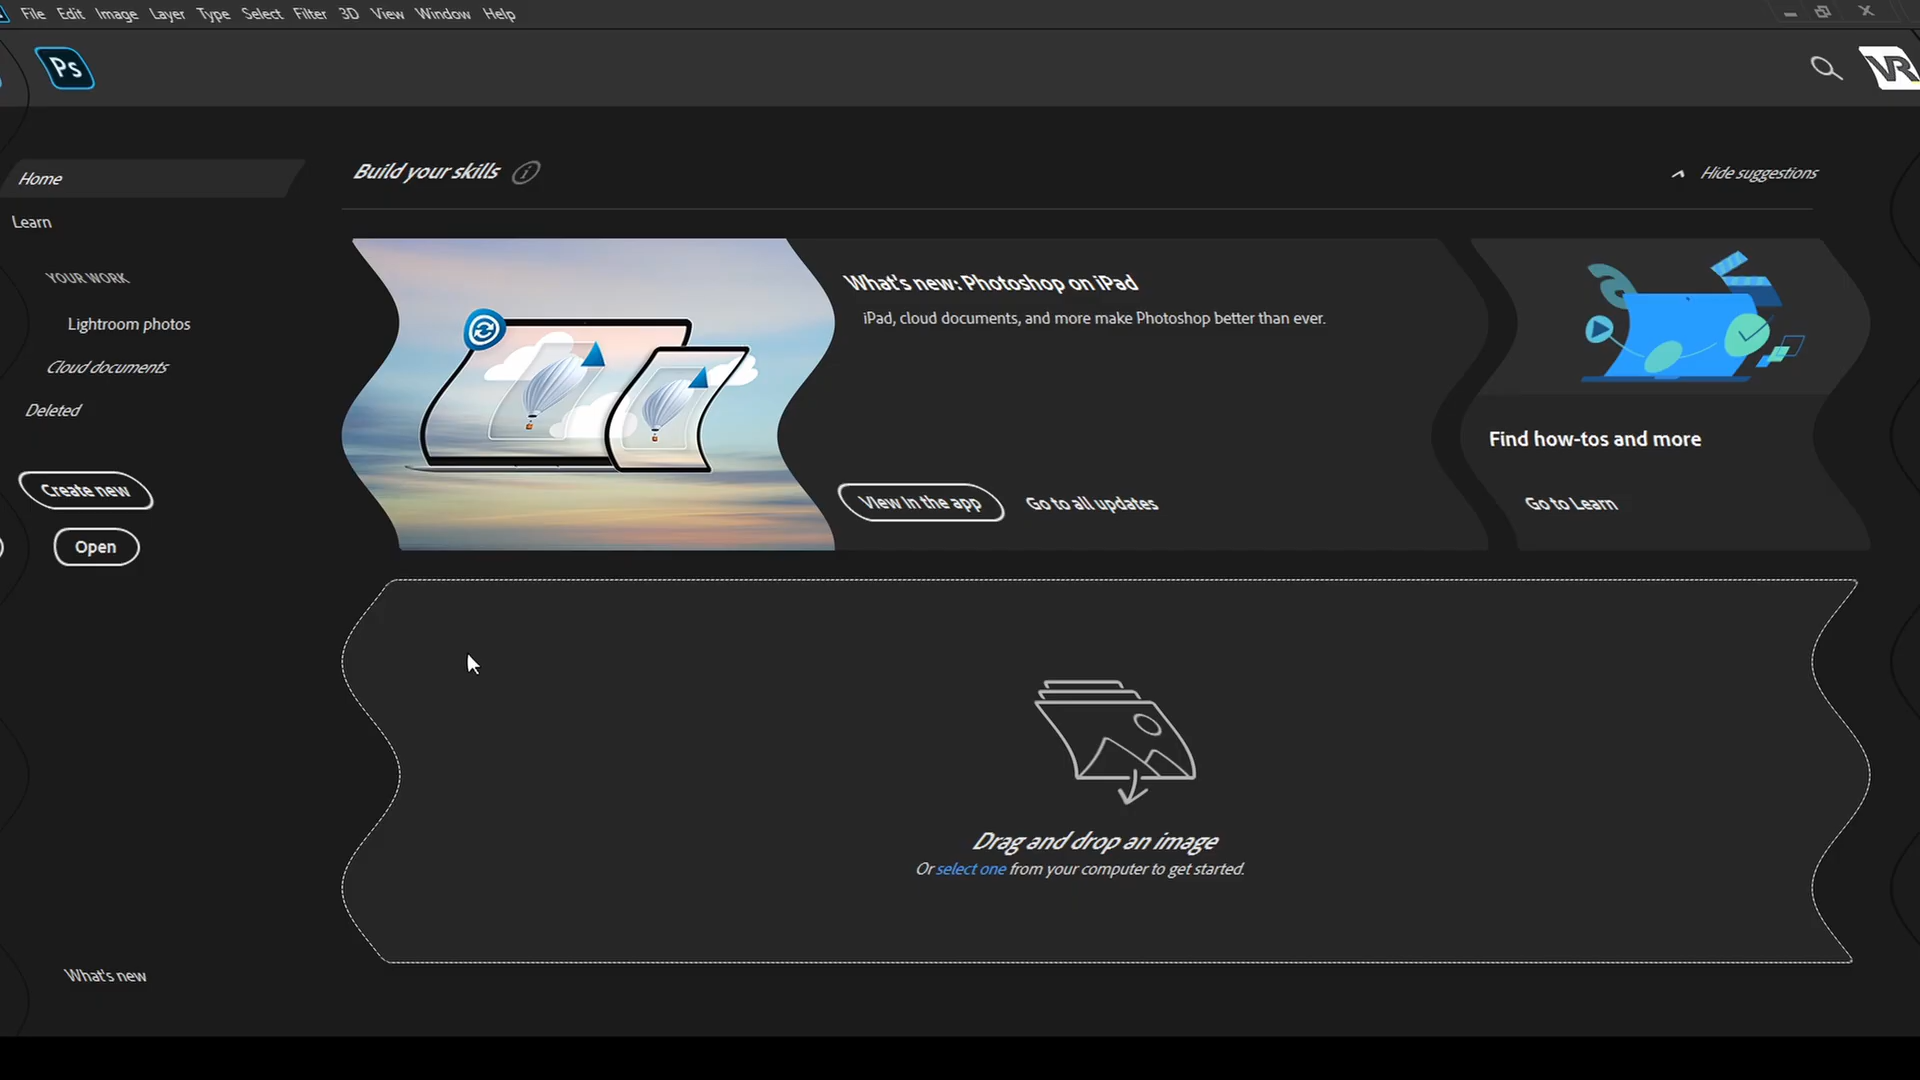 File Edit Image Layer Type Select Filter 3D View Window Help
Ps
VR
Home
Learn
YOUR WORK
Lightroom photos
Cloud documents
Deleted
Create new
Open
What's new
Build your skills
Hide suggestions
What's new: Photoshop on iPad
iPad, cloud documents, and more make Photoshop better than ever.
View in the app
Go to all updates
Find how-tos and more
Go to Learn
Drag and drop an image
Or select one from your computer to get started.